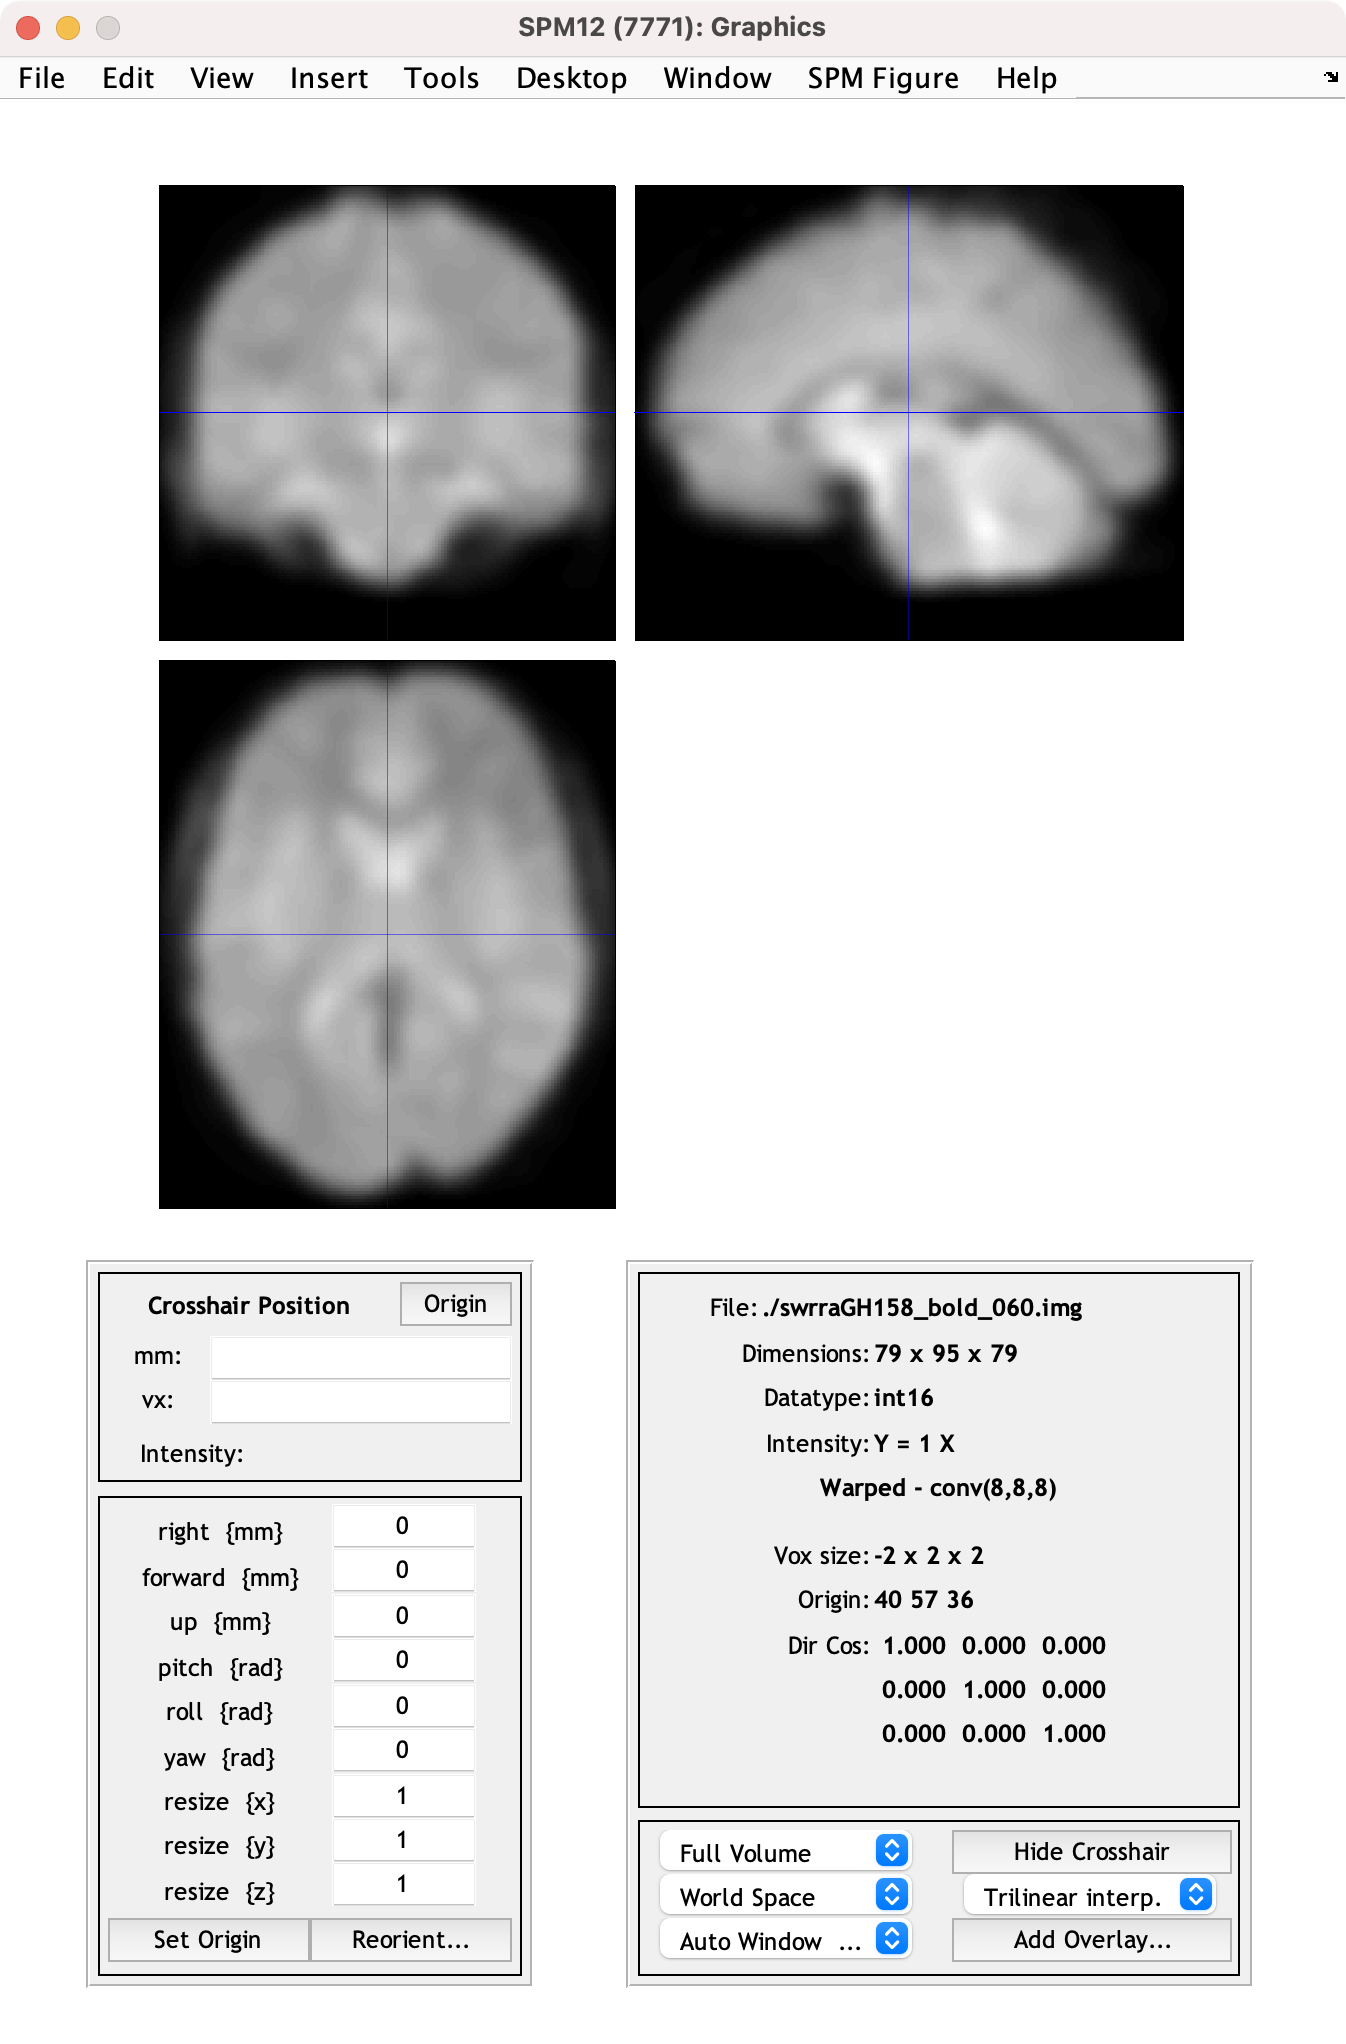 SPM12 (7771): Graphics
File Edit View Insert Tools Desktop Window SPM Figure Help
Crosshair Position Origin
mm:
vx:
Intensity:
right {mm} 0
forward {mm} 0
up {mm} 0
pitch {rad} 0
roll {rad} 0
yaw {rad} 0
resize {x} 1
resize {y} 1
resize {z} 1
Set Origin Reorient...
File: ./swrraGH158_bold_060.img
Dimensions: 79 x 95 x 79
Datatype: int16
Intensity: Y = 1 X
Warped - conv(8,8,8)
Vox size: -2 x 2 x 2
Origin: 40 57 36
Dir Cos: 1.000 0.000 0.000
0.000 1.000 0.000
0.000 0.000 1.000
Full Volume Hide Crosshair
World Space Trilinear interp.
Auto Window ... Add Overlay...